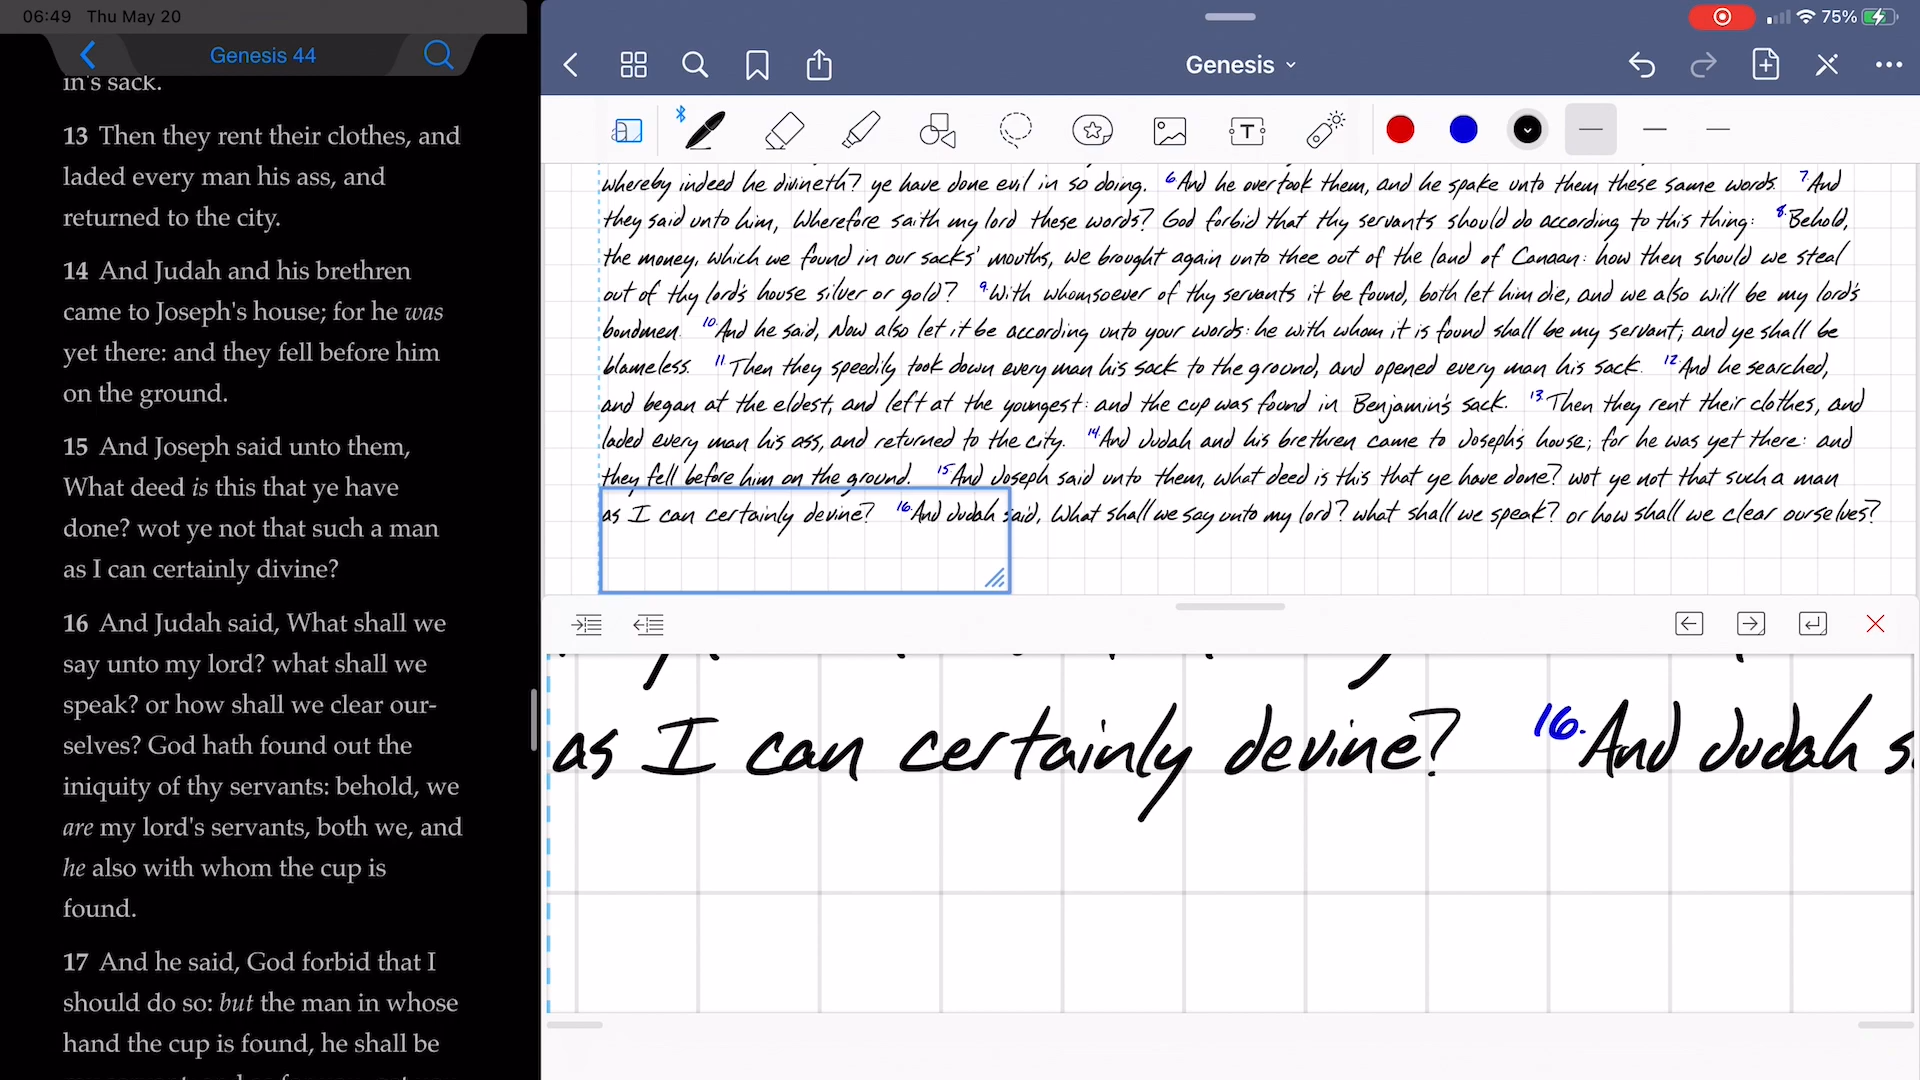 06:49 Thu May 20
Genesis 44
in's sack.
13 Then they rent their clothes, and
laded every man his ass, and
returned to the city.
14 And Judah and his brethren
came to Joseph's house; for he was
yet there: and they fell before him
on the ground.
15 And Joseph said unto them,
What deed is this that ye have
done? wot ye not that such a man
as I can certainly divine?
16 And Judah said, What shall we
say unto my lord? what shall we
speak? or how shall we clear our-
selves? God hath found out the
iniquity of thy servants: behold, we
are my lord's servants, both we, and
he also with whom the cup is
found.
17 And he said, God forbid that I
should do so: but the man in whose
hand the cup is found, he shall be
75%
Genesis
T
whereby indeed he divineth? ye have done evil in so doing. 6. And he overtook them, and he spake unto them these same words. 7. And
they said unto him, Wherefore saith my lord these words? God forbid that thy servants should do according to this thing: 8. Behold,
the money, which we found in our sacks' mouths, we brought again unto thee out of the land of Canaan: how then should we steal
out of thy lord's house silver or gold? 9. With whomsoever of thy servants it be found, both let him die, and we also will be my lord's
bondmen. 10. And he said, Now also let it be according unto your words: he with whom it is found shall be my servant; and ye shall be
blameless. 11. Then they speedily took down every man his sack to the ground, and opened every man his sack. 12. And he searched,
and began at the eldest, and left at the youngest: and the cup was found in Benjamin's sack. 13. Then they rent their clothes, and
laded every man his ass, and returned to the city. 14. And Judah and his brethren came to Joseph's house; for he was yet there: and
they fell before him on the ground. 15. And Joseph said unto them, What deed is this that ye have done? wot ye not that such a man
as I can certainly devine? 16. And Judah said, What shall we say unto my lord? what shall we speak? or how shall we clear ourselves?
as I can certainly devine? 16. And Judah s